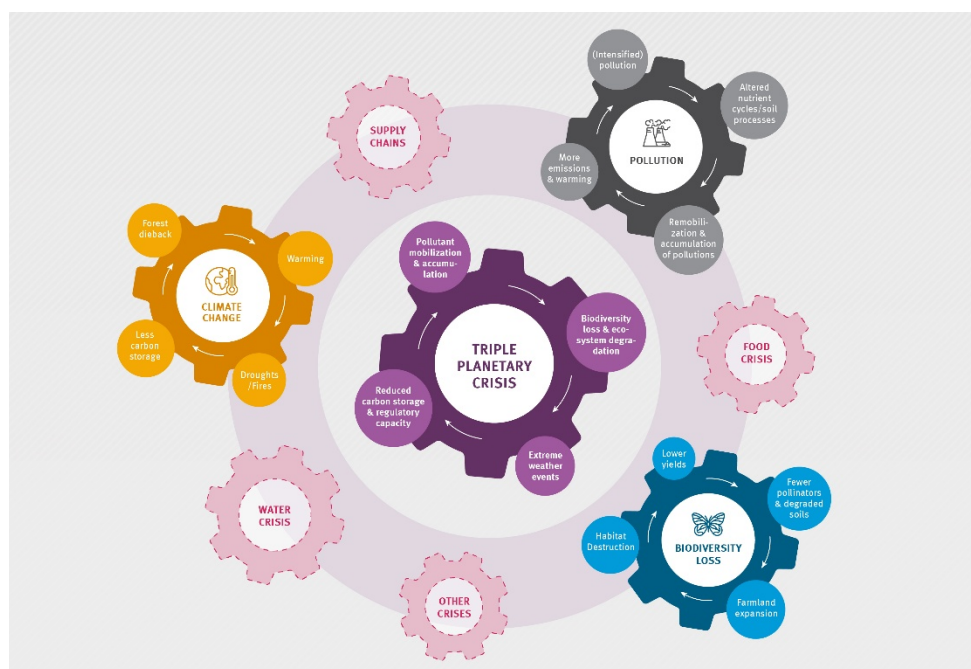 (Intensified)
pollution
Altered
nutrient
cycles/soil
processes
POLLUTION
More
emissions
& warming
Remobili-
zation &
accumulation
of pollutions
SUPPLY
CHAINS
Forest
dieback
Warming
CLIMATE
CHANGE
Less
carbon
storage
Droughts
/Fires
Pollutant
mobilization
& accumu-
lation
Biodiversity
loss & eco-
system degra-
dation
TRIPLE
PLANETARY
CRISIS
Reduced
carbon storage
& regulatory
capacity
Extreme
weather
events
FOOD
CRISIS
WATER
CRISIS
OTHER
CRISES
Lower
yields
Fewer
pollinators
& degraded
soils
Habitat
Destruction
BIODIVERSITY
LOSS
Farmland
expansion